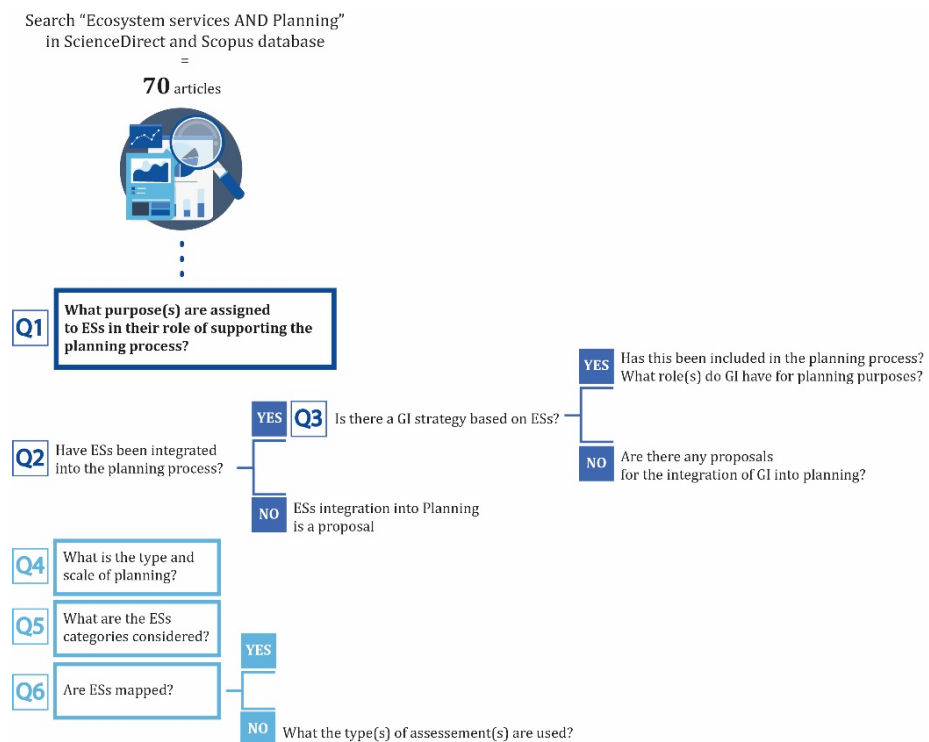 Search “Ecosystem services AND Planning”
in ScienceDirect and Scopus database
=
70 articles
Q1
What purpose(s) are assigned
to ESs in their role of supporting the
planning process?
Q2
Have ESs been integrated
into the planning process?
YES
Q3
Is there a GI strategy based on ESs?
YES
Has this been included in the planning process?
What role(s) do GI have for planning purposes?
NO
Are there any proposals
for the integration of GI into planning?
NO
ESs integration into Planning
is a proposal
Q4
What is the type and
scale of planning?
Q5
What are the ESs
categories considered?
Q6
Are ESs mapped?
YES
NO
What the type(s) of assessement(s) are used?